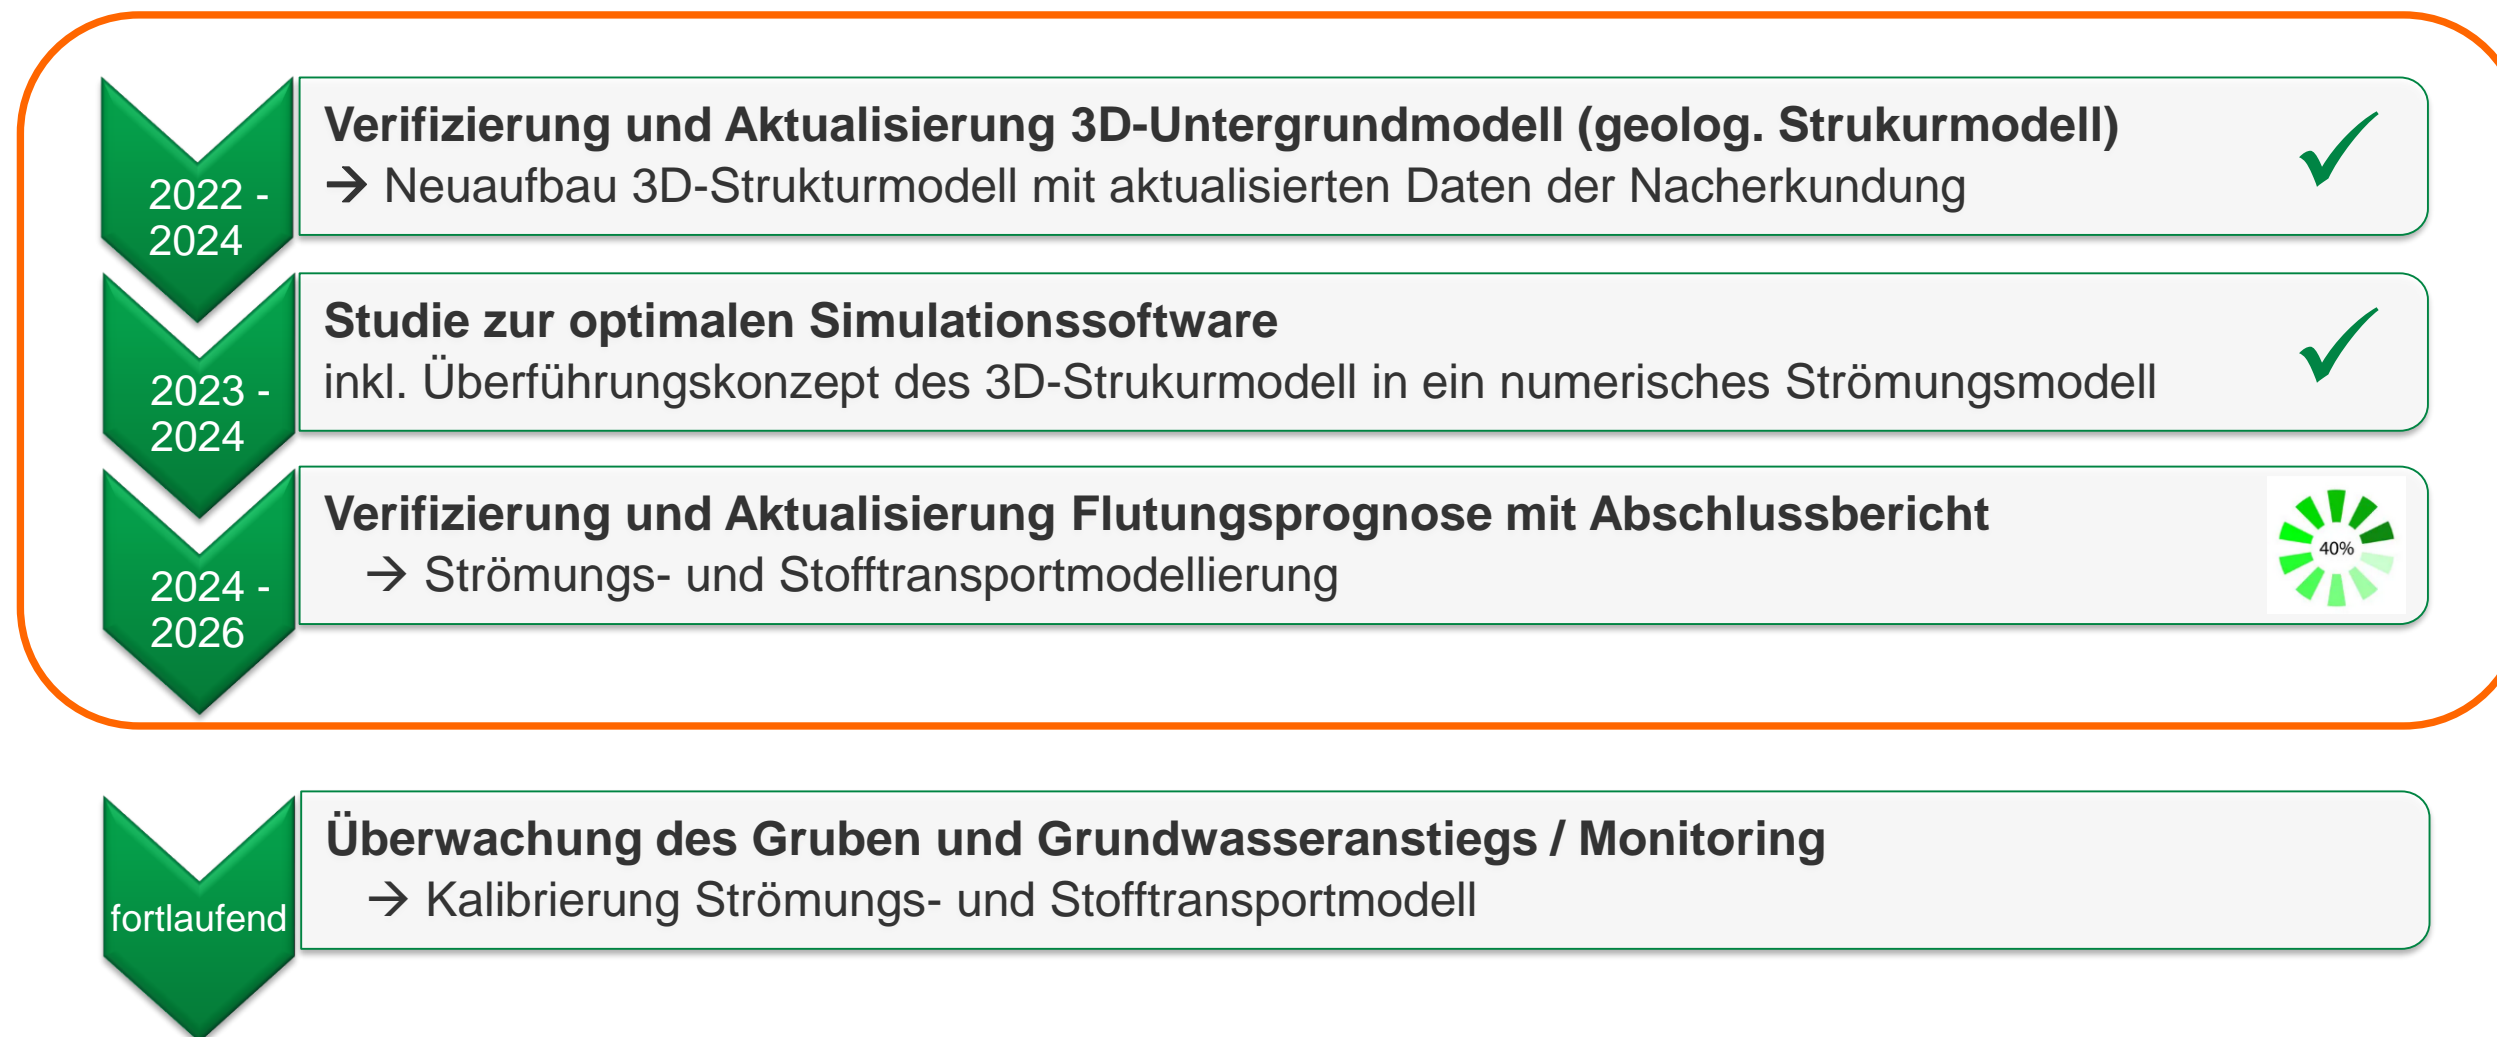 2022 -
2024
Verifizierung und Aktualisierung 3D-Untergrundmodell (geolog. Strukurmodell)
→ Neuaufbau 3D-Strukturmodell mit aktualisierten Daten der Nacherkundung
2023 -
2024
Studie zur optimalen Simulationssoftware
inkl. Überführungskonzept des 3D-Strukurmodell in ein numerisches Strömungsmodell
2024 -
2026
Verifizierung und Aktualisierung Flutungsprognose mit Abschlussbericht
→ Strömungs- und Stofftransportmodellierung
40%
fortlaufend
Überwachung des Gruben und Grundwasseranstiegs / Monitoring
→ Kalibrierung Strömungs- und Stofftransportmodell